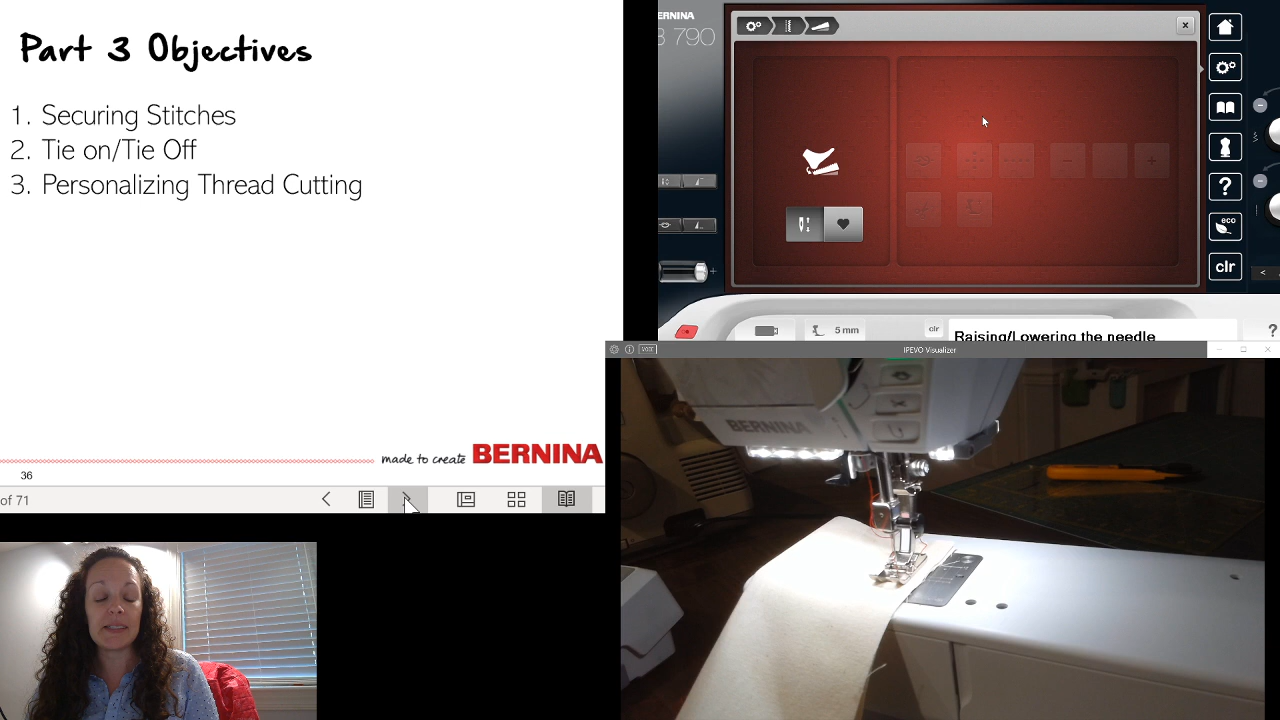 Part 3 Objectives
1. Securing Stitches
2. Tie on/Tie Off
3. Personalizing Thread Cutting
made to create BERNINA
36
of 71
ERNINA
790
eco
clr
5 mm
clr
Raising/Lowering the needle
?
IPEVO Visualizer
BERNINA